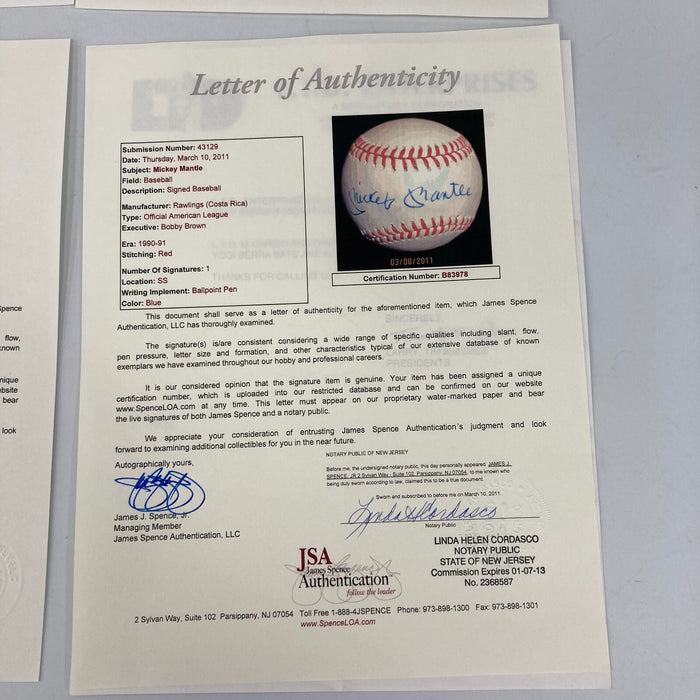 Letter of Authenticity
Submission Number: 43129
Date: Thursday, March 10, 2011
Subject: Mickey Mantle
Field: Baseball
Description: Signed Baseball
Manufacturer: Rawlings (Costa Rica)
Type: Official American League
Executive: Bobby Brown
Era: 1990-91
Stitching: Red
Number Of Signatures: 1
Location: SS
Writing Implement: Ballpoint Pen
Color: Blue
Mickey Mantle
03/08/2011
Certification Number: B83978
This document shall serve as a letter of authenticity for the aforementioned item, which James Spence
Authentication, LLC has thoroughly examined.
The signature(s) is/are consistent considering a wide range of specific qualities including slant, flow,
pen pressure, letter size and formation, and other characteristics typical of our extensive database of known
exemplars we have examined throughout our hobby and professional careers.
It is our considered opinion that the signature item is genuine. Your item has been assigned a unique
certification number, which is uploaded into our restricted database and can be confirmed on our website
www.SpenceLOA.com at any time. This letter must appear on our proprietary water-marked paper and bear
the live signatures of both James Spence and a notary public.
We appreciate your consideration of entrusting James Spence Authentication's judgment and look
forward to examining additional collectibles for you in the near future.
Autographically yours,
James J. Spence, Jr.
Managing Member
James Spence Authentication, LLC
NOTARY PUBLIC OF NEW JERSEY
Before me, the undersigned notary public, this day personally appeared JAMES J.
SPENCE, JR 2 Sylvan Way - Suite 102, Parsippany, NJ 07054, to me known who
being duly sworn according to law, claimed this to be a true document.
Sworn and subscribed to before me on March 10, 2011.
Lynda H Cordasco
Notary Public
LINDA HELEN CORDASCO
NOTARY PUBLIC
STATE OF NEW JERSEY
Commission Expires 01-07-13
No. 2368587
JSA
James Spence
Authentication
follow the leader
2 Sylvan Way, Suite 102 Parsippany, NJ 07054 Toll Free 1-888-4JSPENCE Phone: 973-898-1300 Fax: 973-898-1301
www.SpenceLOA.com
Spence
flow,
known
unique
bear
look